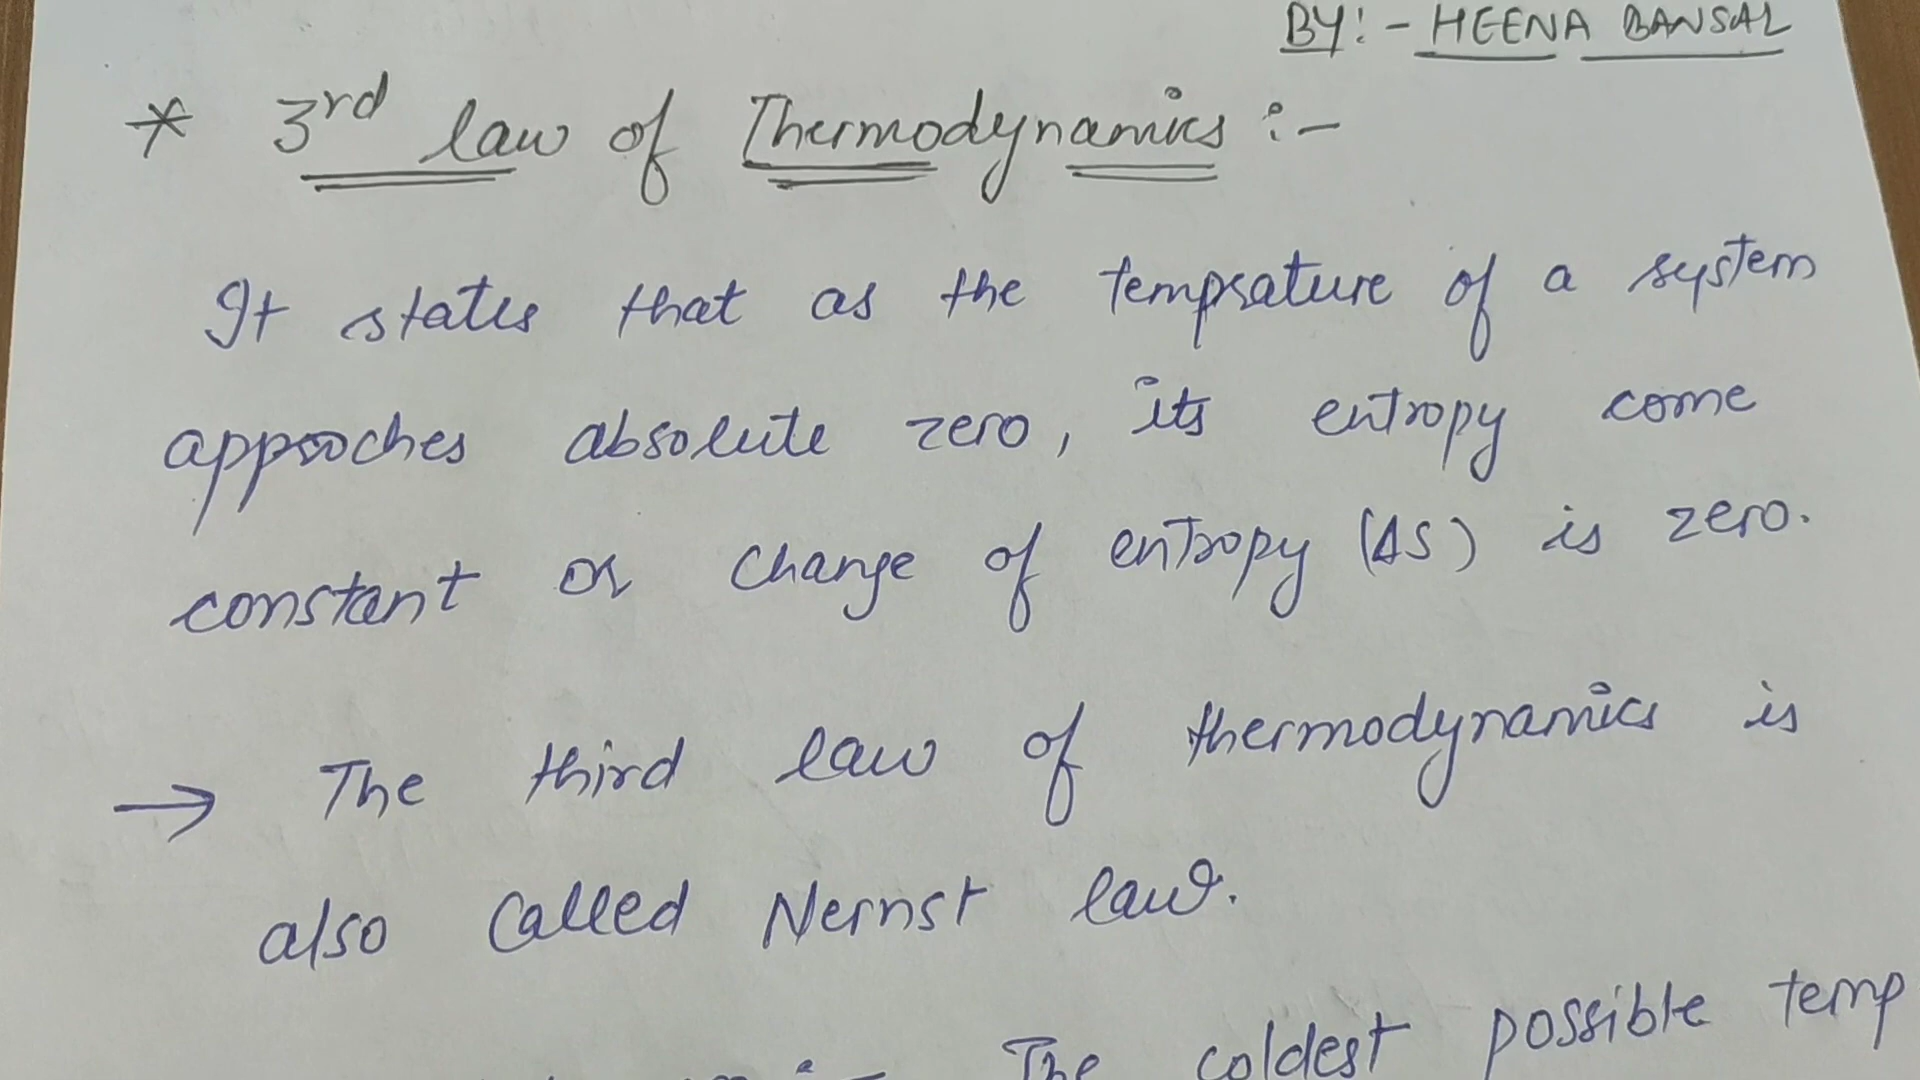 BY:- HEENA BANSAL
* 3rd law of Thermodynamics :-
It states that as the temprature of a system
approches absolute zero, its entropy come
constant or change of entropy (ΔS) is zero.
→ The third law of thermodynamics is
also called Nernst law.
:- The coldest possible temp